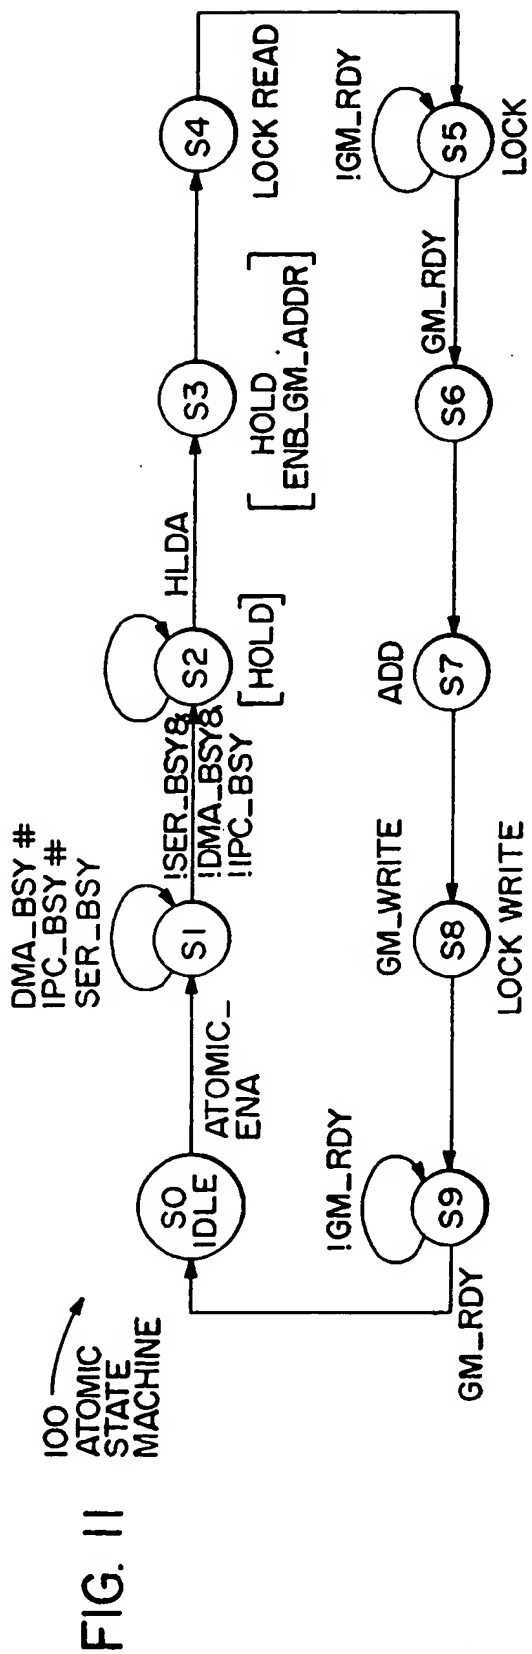 FIG. 11
100
ATOMIC
STATE
MACHINE
S0
IDLE
ATOMIC_
ENA
DMA_BSY #
IPC_BSY #
SER_BSY
S1
!SER_BSY&
!DMA_BSY&
!IPC_BSY
S2
[HOLD]
HLDA
S3
[HOLD
ENB_GM_ADDR]
S4
LOCK READ
!GM_RDY
S5
LOCK
GM_RDY
S6
ADD
S7
GM_WRITE
S8
LOCK WRITE
!GM_RDY
S9
GM_RDY